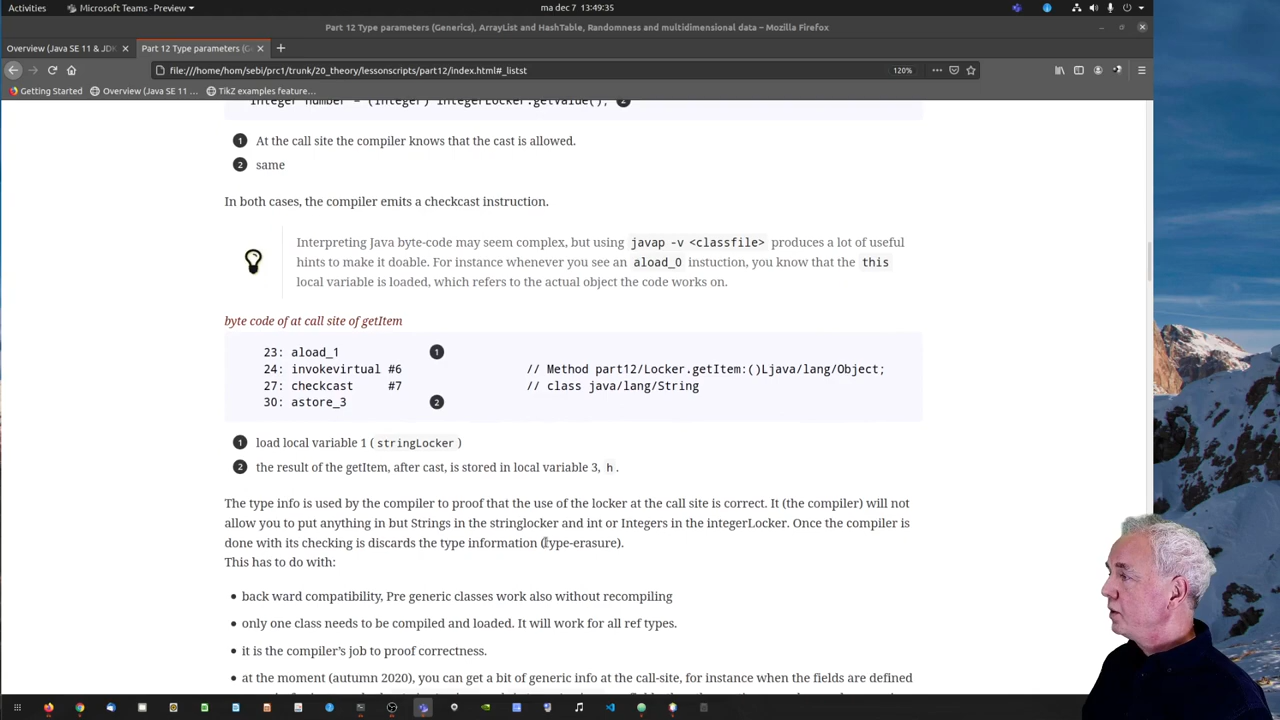 Activities
Microsoft Teams - Preview
ma dec 7 13:49:35
Part 12 Type parameters (Generics), ArrayList and HashTable, Randomness and multidimensional data – Mozilla Firefox
Overview (Java SE 11 & JDK
Part 12 Type parameters (Ge
file:///home/hom/sebi/prc1/trunk/20_theory/lessonscripts/part12/index.html#_listst
120%
Getting Started
Overview (Java SE 11 ...
TikZ examples feature...
Integer number = (Integer) integerLocker.getValue(); 2
1 At the call site the compiler knows that the cast is allowed.
2 same
In both cases, the compiler emits a checkcast instruction.
Interpreting Java byte-code may seem complex, but using javap -v <classfile> produces a lot of useful
hints to make it doable. For instance whenever you see an aload_0 instuction, you know that the this
local variable is loaded, which refers to the actual object the code works on.
byte code of at call site of getItem
23: aload_1 1
24: invokevirtual #6 // Method part12/Locker.getItem:()Ljava/lang/Object;
27: checkcast #7 // class java/lang/String
30: astore_3 2
1 load local variable 1 ( stringLocker )
2 the result of the getItem, after cast, is stored in local variable 3, h .
The type info is used by the compiler to proof that the use of the locker at the call site is correct. It (the compiler) will not
allow you to put anything in but Strings in the stringlocker and int or Integers in the integerLocker. Once the compiler is
done with its checking is discards the type information (type-erasure).
This has to do with:
back ward compatibility, Pre generic classes work also without recompiling
only one class needs to be compiled and loaded. It will work for all ref types.
it is the compiler's job to proof correctness.
at the moment (autumn 2020), you can get a bit of generic info at the call-site, for instance when the fields are defined